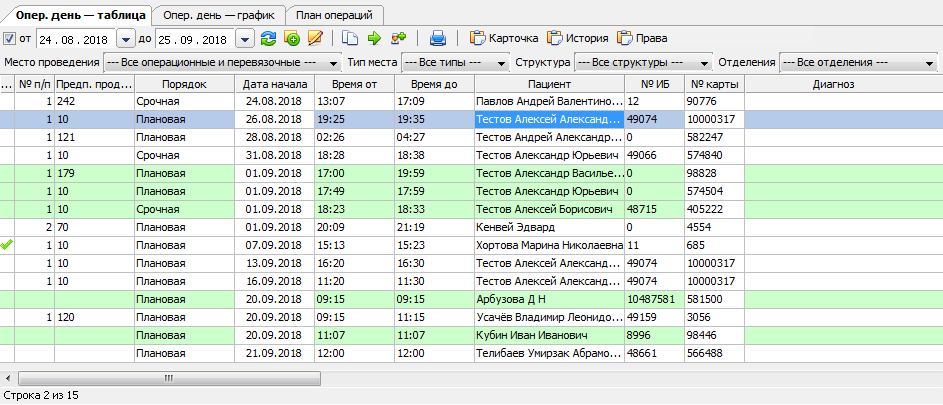 Опер. день — таблица Опер. день — график План операций
от 24 . 08 . 2018 до 25 . 09 . 2018 Карточка История Права
Место проведения --- Все операционные и перевязочные --- Тип места --- Все типы --- Структура --- Все структуры --- Отделения --- Все отделения ---
... № п/п Предп. прод... Порядок Дата начала Время от Время до Пациент № ИБ № карты Диагноз
1 242 Срочная 24.08.2018 13:07 17:09 Павлов Андрей Валентино... 12 90776
1 10 Плановая 26.08.2018 19:25 19:35 Тестов Алексей Александ... 49074 10000317
1 121 Плановая 28.08.2018 02:26 04:27 Тестов Андрей Александр... 0 582247
1 10 Срочная 31.08.2018 18:28 18:38 Тестов Александр Юрьевич 49066 574840
1 179 Плановая 01.09.2018 17:00 19:59 Тестов Александр Василье... 0 98828
1 10 Плановая 01.09.2018 17:49 17:59 Тестов Александр Юрьевич 0 574504
1 10 Срочная 01.09.2018 18:23 18:33 Тестов Алексей Борисович 48715 405222
2 70 Плановая 01.09.2018 20:09 21:19 Кенвей Эдвард 0 4554
1 10 Плановая 07.09.2018 15:13 15:23 Хортова Марина Николаевна 11 685
1 10 Плановая 13.09.2018 16:20 16:30 Тестов Алексей Александ... 49074 10000317
1 10 Плановая 16.09.2018 11:20 11:30 Тестов Алексей Александ... 49074 10000317
Плановая 20.09.2018 09:15 09:15 Арбузова Д Н 10487581 581500
1 120 Плановая 20.09.2018 09:15 11:15 Усачёв Владимир Леонидо... 49159 3056
Плановая 20.09.2018 11:07 11:07 Кубин Иван Иванович 8996 98446
Плановая 21.09.2018 12:00 12:00 Телибаев Умирзак Абрамо... 48661 566488
Строка 2 из 15